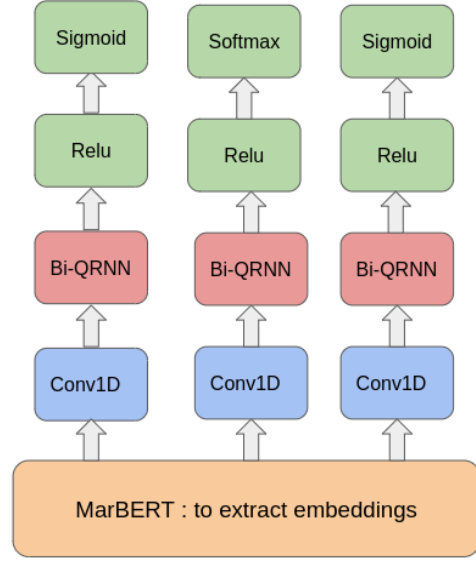 Sigmoid
Softmax
Sigmoid
Relu
Relu
Relu
Bi-QRNN
Bi-QRNN
Bi-QRNN
Conv1D
Conv1D
Conv1D
MarBERT : to extract embeddings